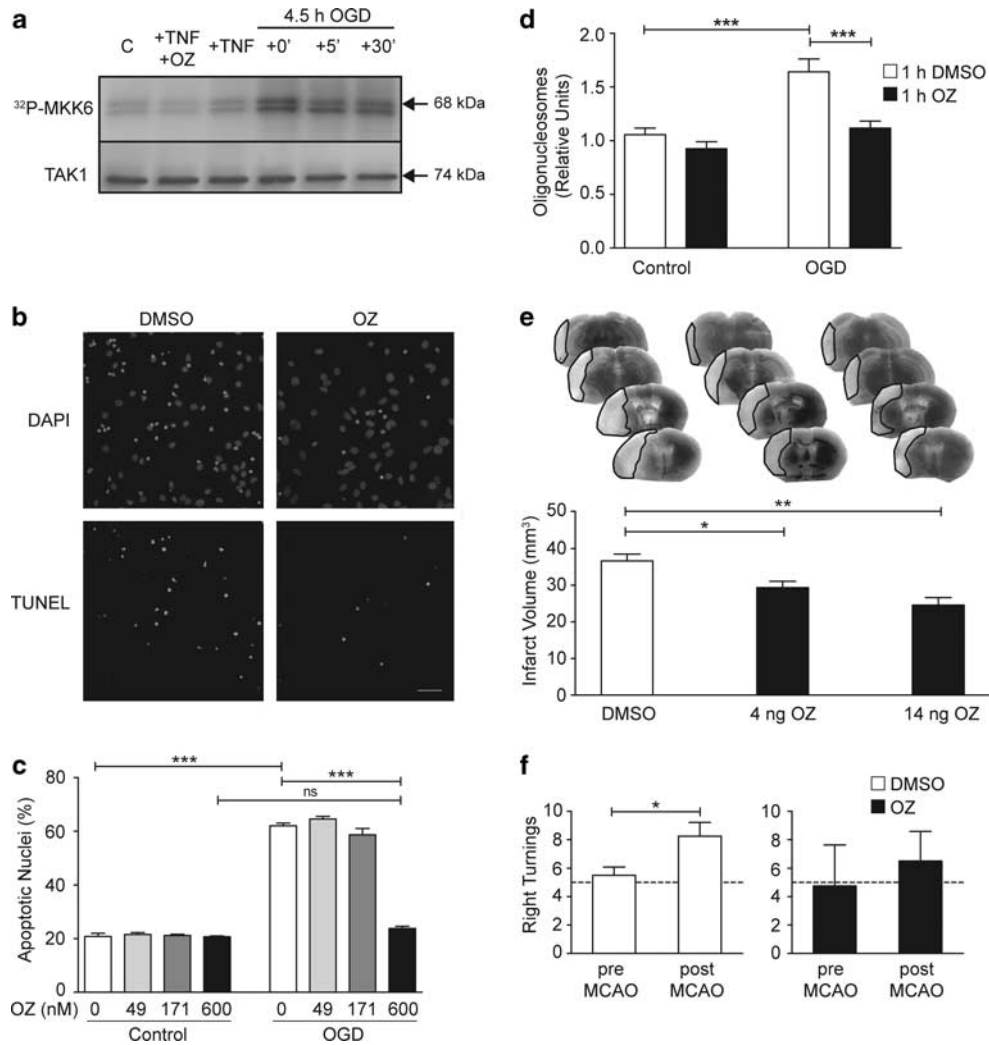 a
4.5 h OGD
C
+TNF
+OZ
+TNF
+0'
+5'
+30'
³²P-MKK6
68 kDa
TAK1
74 kDa
b
DMSO
OZ
DAPI
TUNEL
c
Apoptotic Nuclei (%)
80
60
40
20
0
***
***
ns
OZ (nM)
0 49 171 600
0 49 171 600
Control
OGD
d
Oligonucleosomes
(Relative Units)
2.0
1.5
1.0
0.5
0.0
***
***
1 h DMSO
1 h OZ
Control
OGD
e
Infarct Volume (mm³)
50
40
30
20
10
0
**
*
DMSO
4 ng OZ
14 ng OZ
f
DMSO
OZ
Right Turnings
10
8
6
4
2
0
*
pre
MCAO
post
MCAO
10
8
6
4
2
0
pre
MCAO
post
MCAO